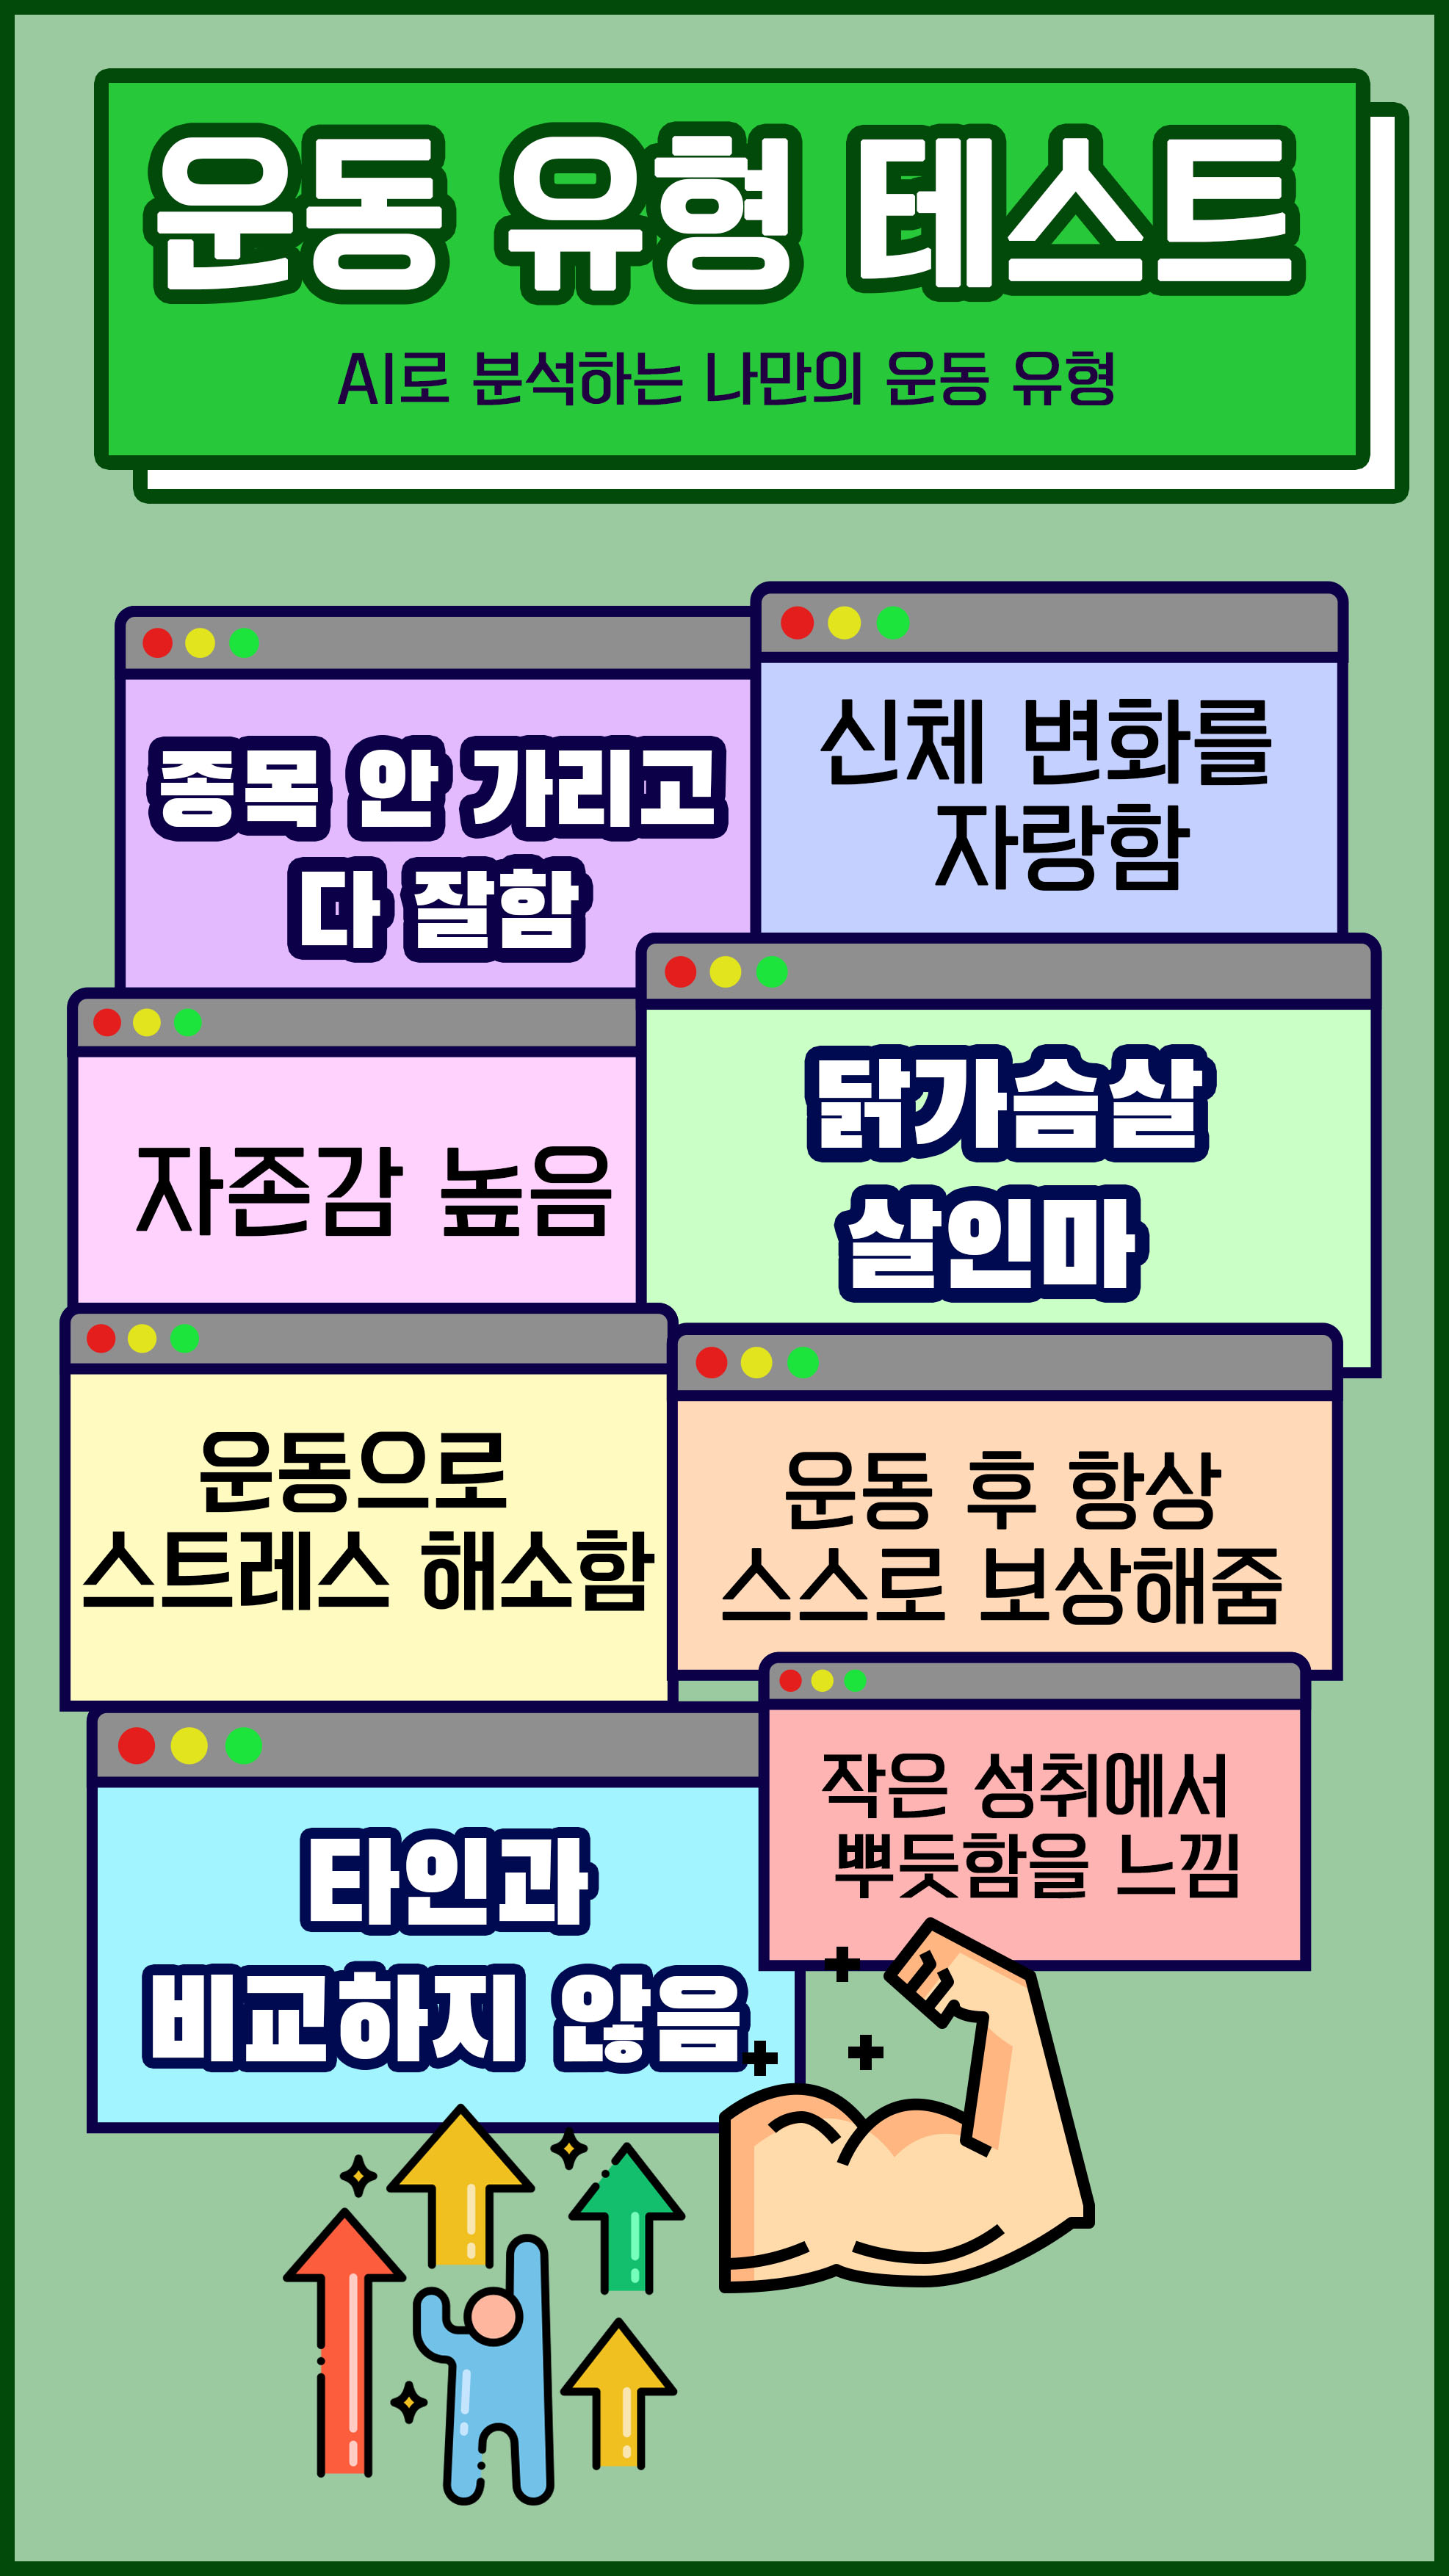 운동 유형 테스트
AI로 분석하는 나만의 운동 유형
종목 안 가리고
다 잘함
신체 변화를
자랑함
자존감 높음
닭가슴살
살인마
운동으로
스트레스 해소함
운동 후 항상
스스로 보상해줌
타인과
비교하지 않음
작은 성취에서
뿌듯함을 느낌